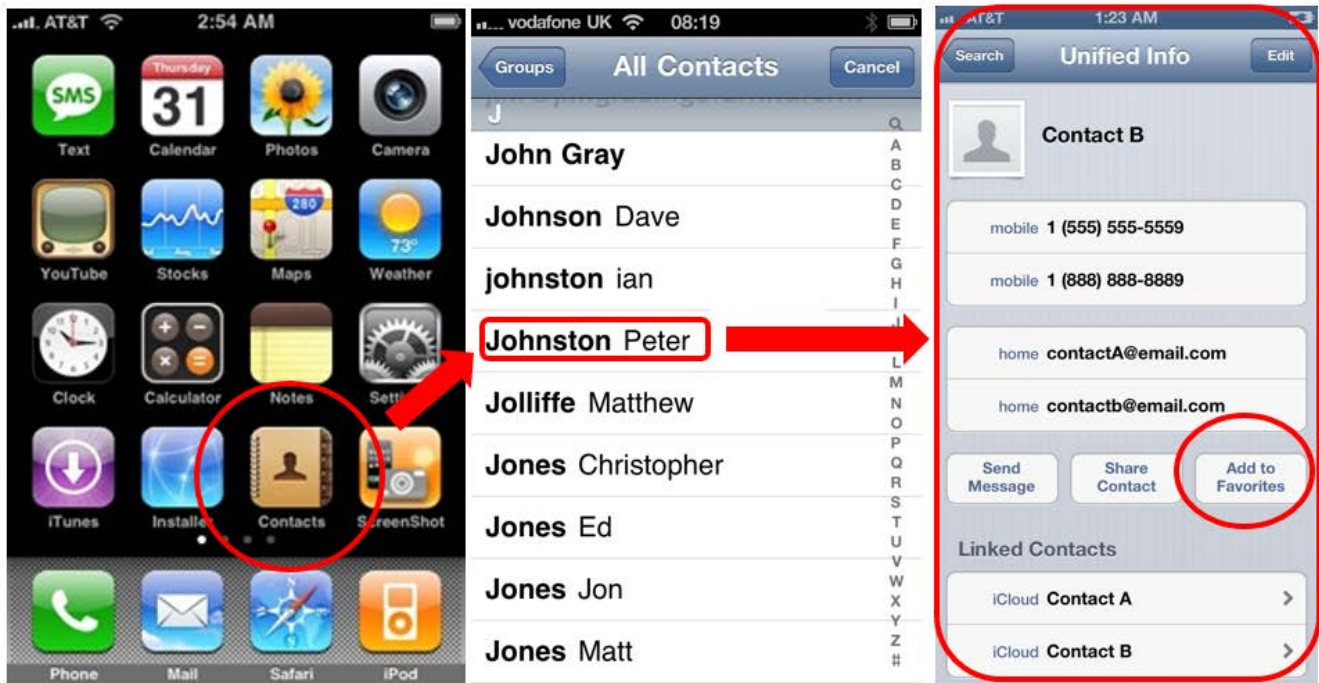 AT&T 2:54 AM
SMS
Thursday
31
Text Calendar Photos Camera
280
73°
YouTube Stocks Maps Weather
Clock Calculator Notes
iTunes Contacts ScreenShot
Phone Mail Safari iPod
vodafone UK 08:19
Groups All Contacts Cancel
J
John Gray
Johnson Dave
johnston ian
Johnston Peter
Jolliffe Matthew
Jones Christopher
Jones Ed
Jones Jon
Jones Matt
A
B
C
D
E
F
G
H
I
J
L
M
N
O
P
Q
R
S
T
U
V
W
X
Y
Z
#
AT&T 1:23 AM
Search Unified Info Edit
Contact B
mobile 1 (555) 555-5559
mobile 1 (888) 888-8889
home contactA@email.com
home contactb@email.com
Send Message
Share Contact
Add to Favorites
Linked Contacts
iCloud Contact A
iCloud Contact B